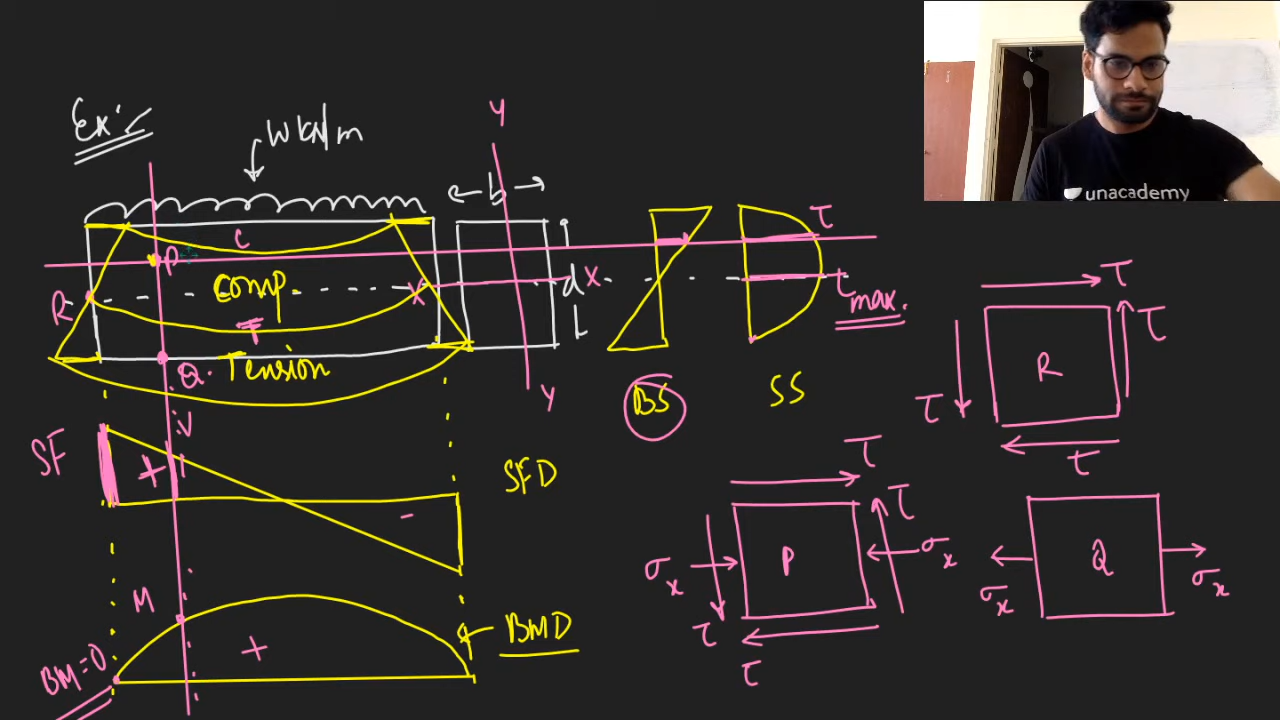 Ex:
W kN/m
y
b
C
P
Comp.
R
X
X
d
T
Q.
Tension
y
τ
τmax.
BS
SS
unacademy
SF
V
+
-
SFD
M
BM=0
+
BMD
τ
τ
R
τ
τ
τ
τ
σx
P
σx
τ
τ
σx
Q
σx